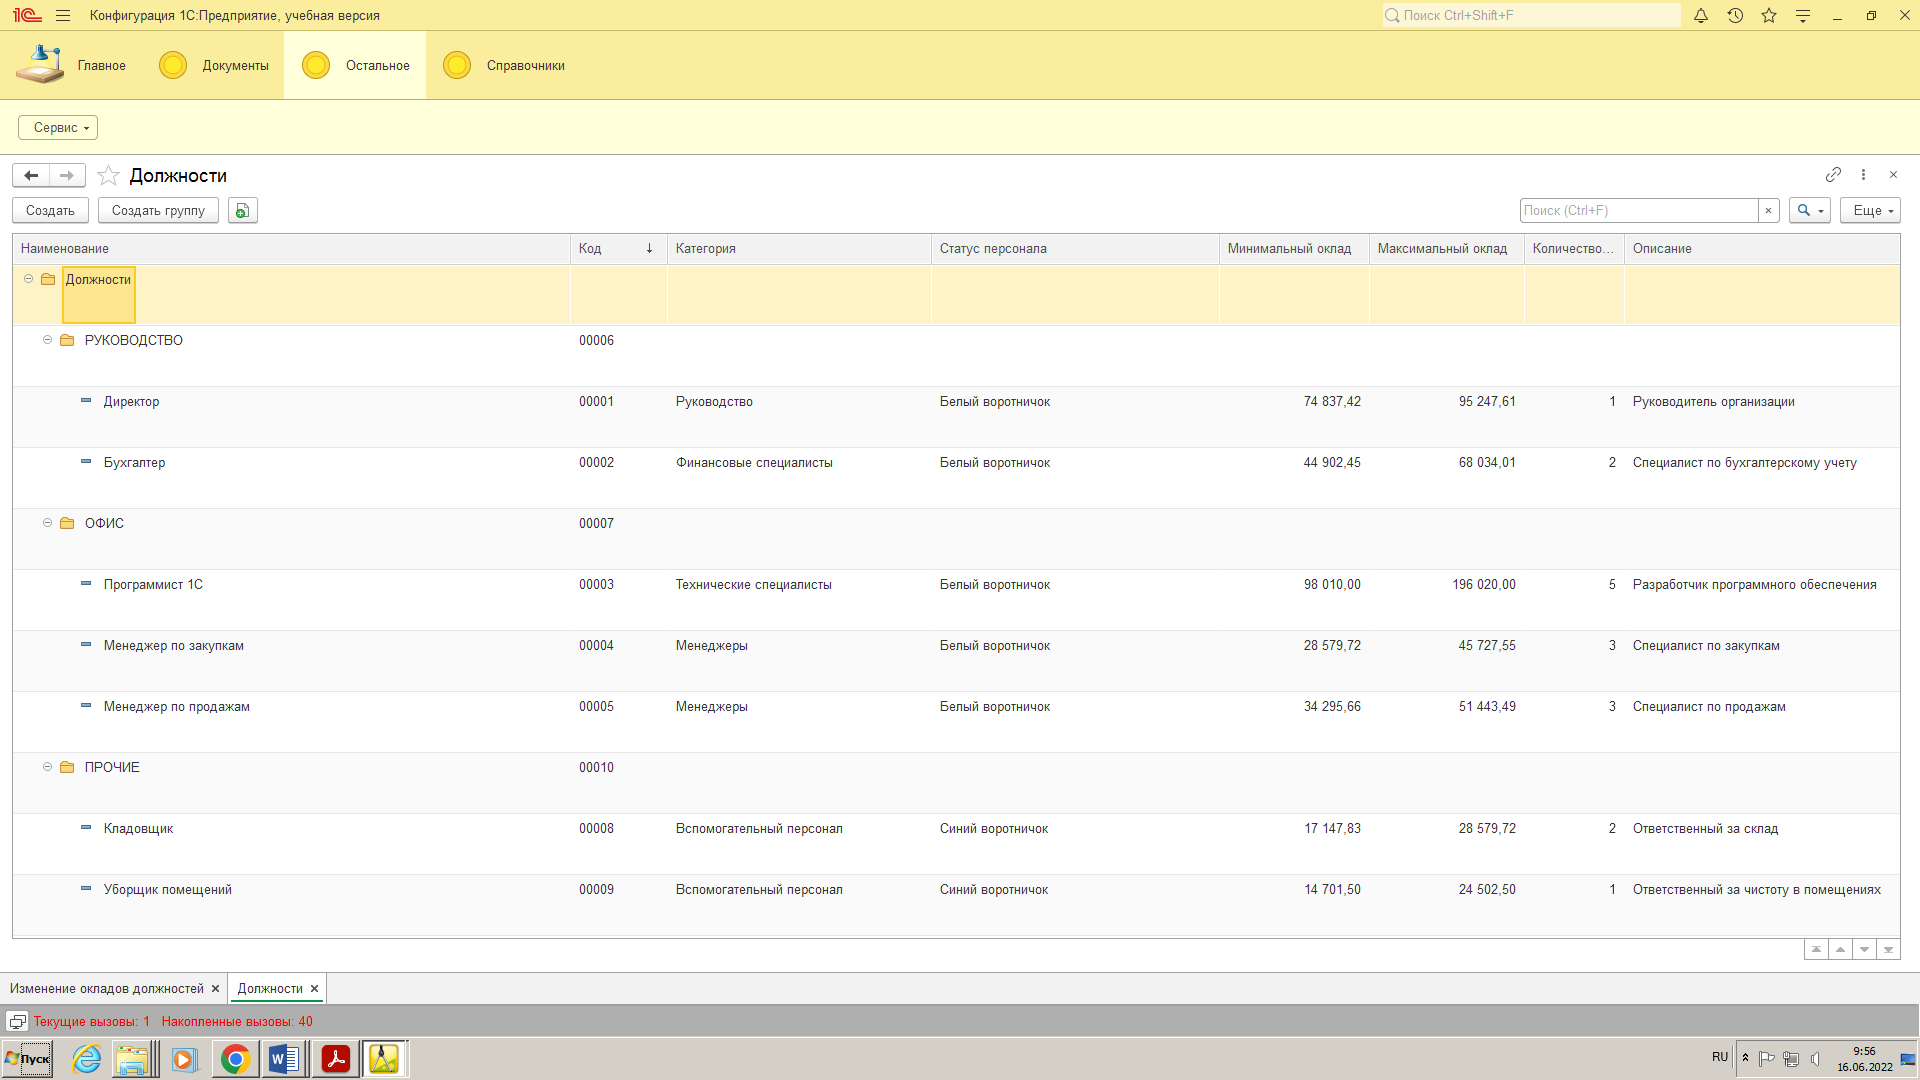 1С Конфигурация 1С:Предприятие, учебная версия Поиск Ctrl+Shift+F
Главное Документы Остальное Справочники
Сервис
Должности
Создать Создать группу Поиск (Ctrl+F) × Еще
Наименование Код ↓ Категория Статус персонала Минимальный оклад Максимальный оклад Количество... Описание
Должности
РУКОВОДСТВО 00006
Директор 00001 Руководство Белый воротничок 74 837,42 95 247,61 1 Руководитель организации
Бухгалтер 00002 Финансовые специалисты Белый воротничок 44 902,45 68 034,01 2 Специалист по бухгалтерскому учету
ОФИС 00007
Программист 1С 00003 Технические специалисты Белый воротничок 98 010,00 196 020,00 5 Разработчик программного обеспечения
Менеджер по закупкам 00004 Менеджеры Белый воротничок 28 579,72 45 727,55 3 Специалист по закупкам
Менеджер по продажам 00005 Менеджеры Белый воротничок 34 295,66 51 443,49 3 Специалист по продажам
ПРОЧИЕ 00010
Кладовщик 00008 Вспомогательный персонал Синий воротничок 17 147,83 28 579,72 2 Ответственный за склад
Уборщик помещений 00009 Вспомогательный персонал Синий воротничок 14 701,50 24 502,50 1 Ответственный за чистоту в помещениях
Изменение окладов должностей × Должности ×
Текущие вызовы: 1 Накопленные вызовы: 40
Пуск RU 9:56
16.06.2022